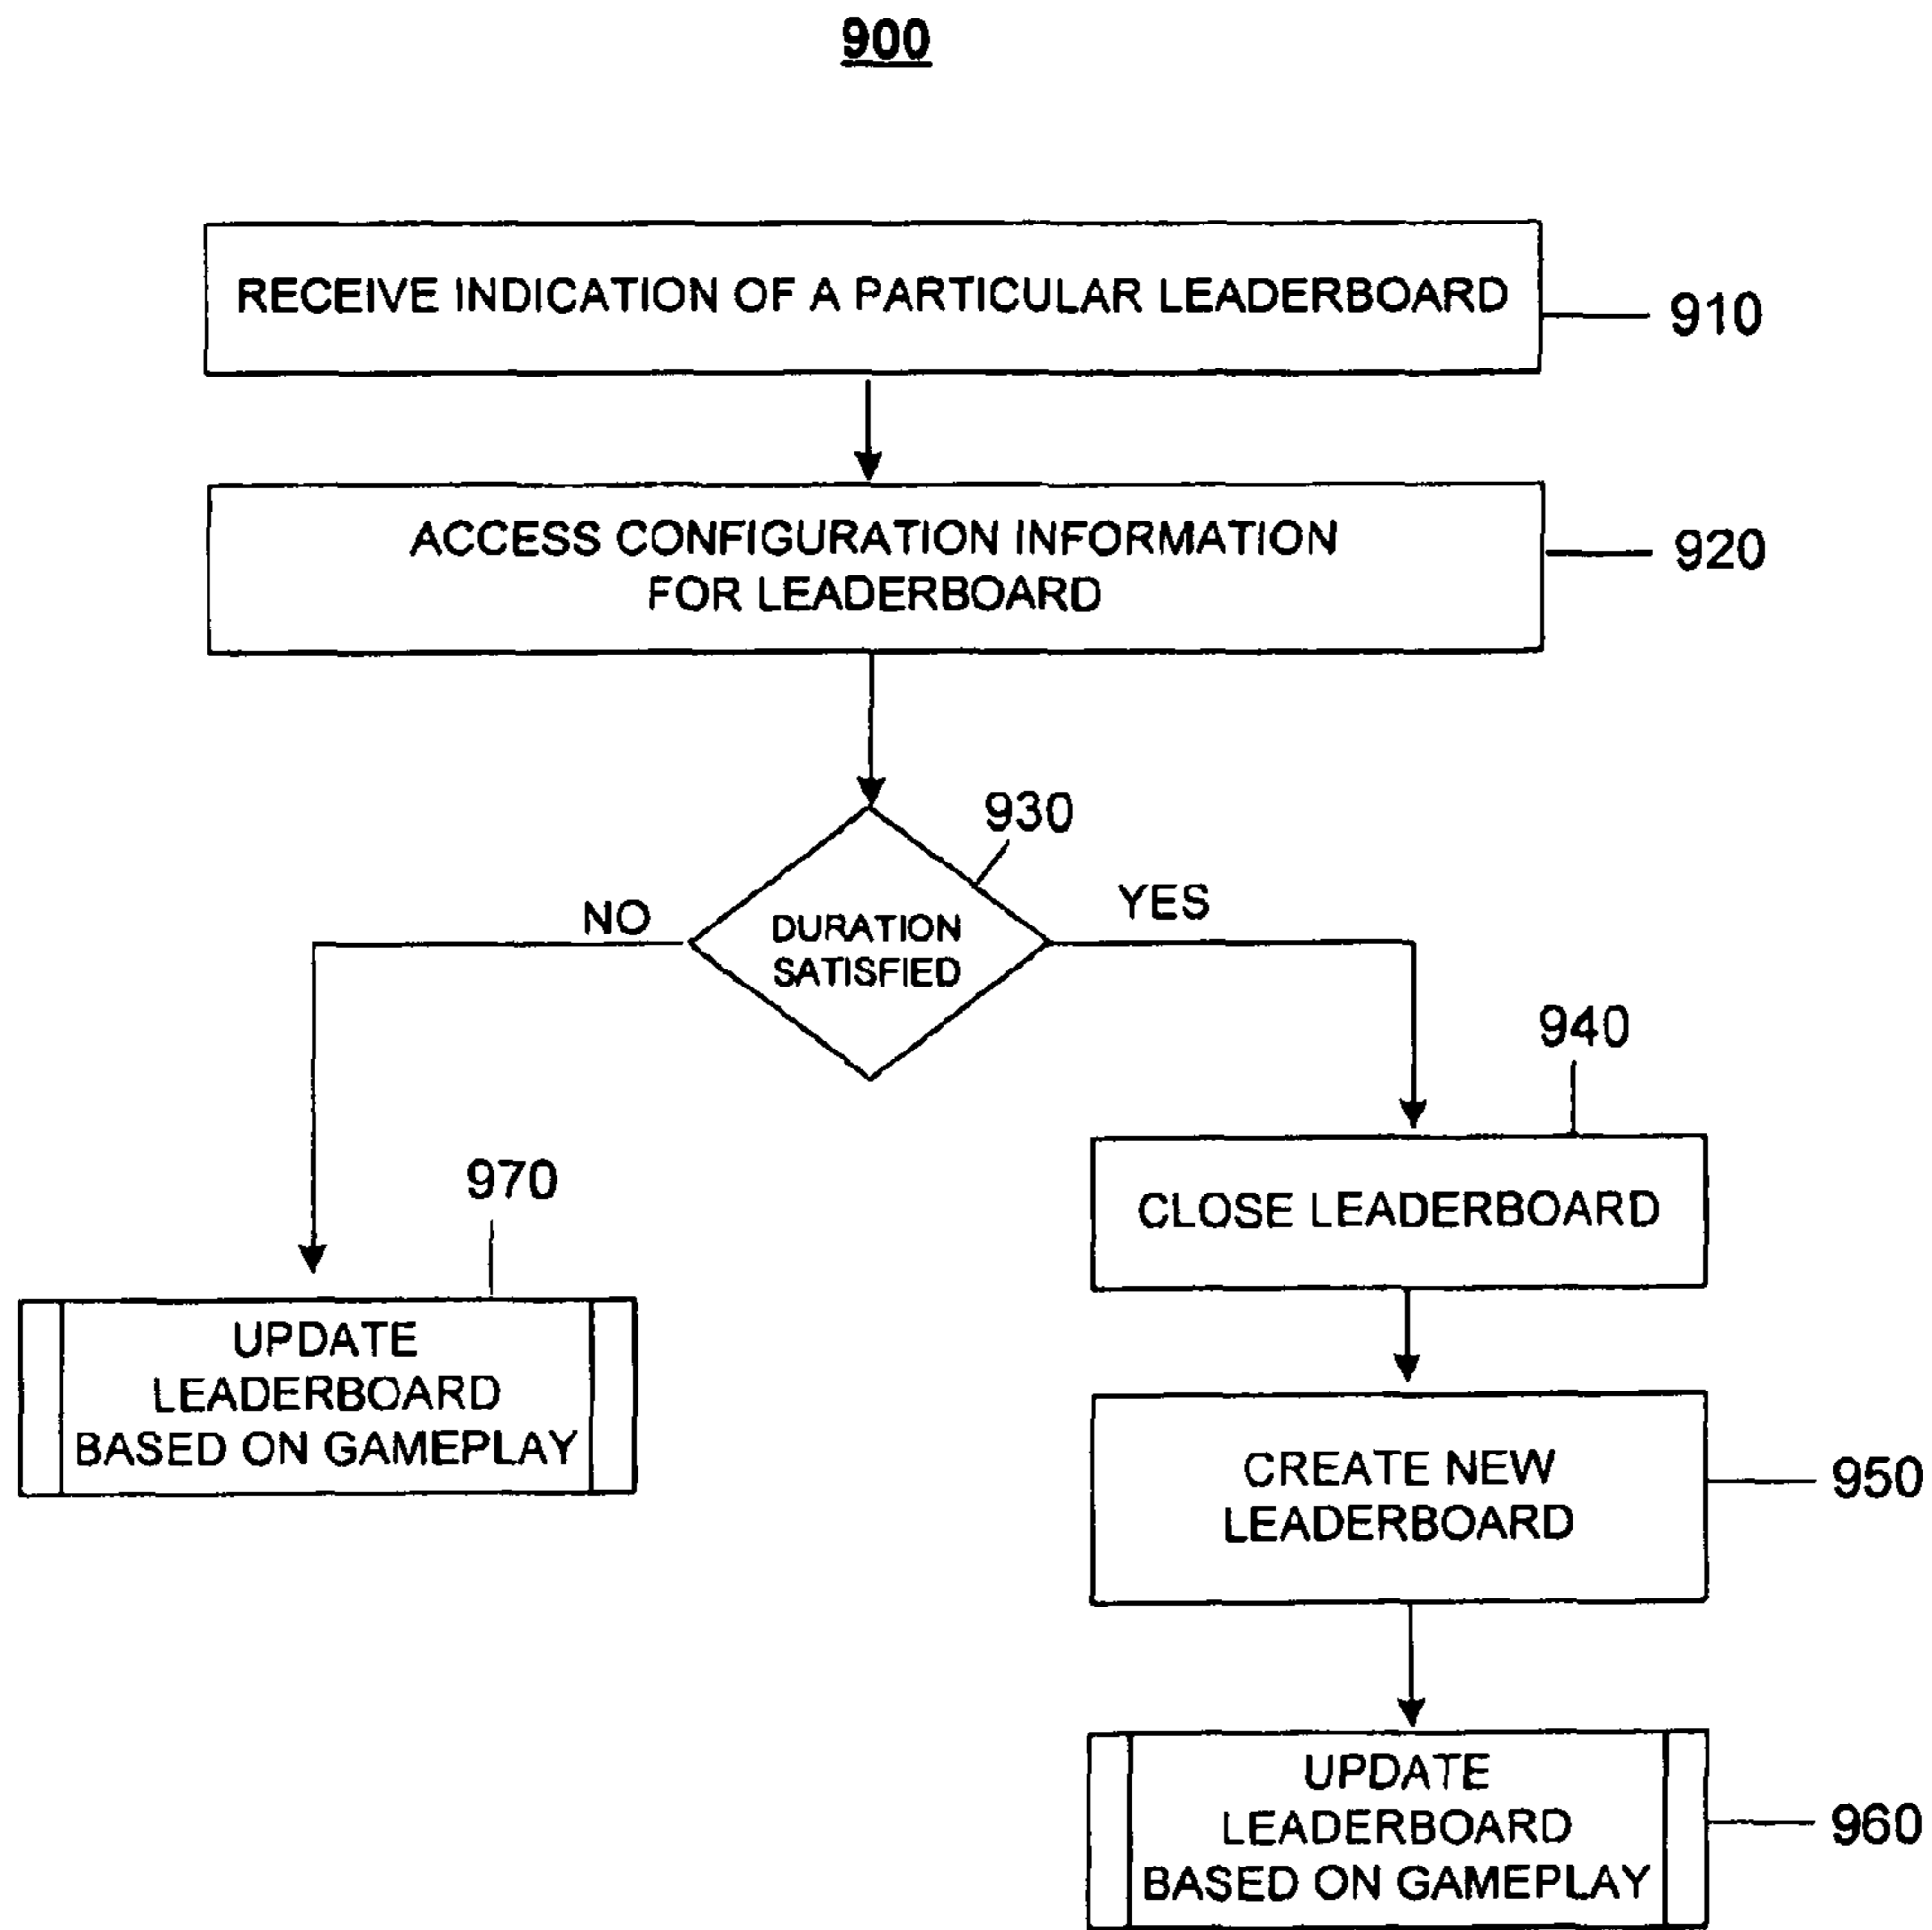 900
RECEIVE INDICATION OF A PARTICULAR LEADERBOARD
910
ACCESS CONFIGURATION INFORMATION
FOR LEADERBOARD
920
930
NO
YES
DURATION
SATISFIED
940
CLOSE LEADERBOARD
970
UPDATE
LEADERBOARD
BASED ON GAMEPLAY
CREATE NEW
LEADERBOARD
950
UPDATE
LEADERBOARD
BASED ON GAMEPLAY
960